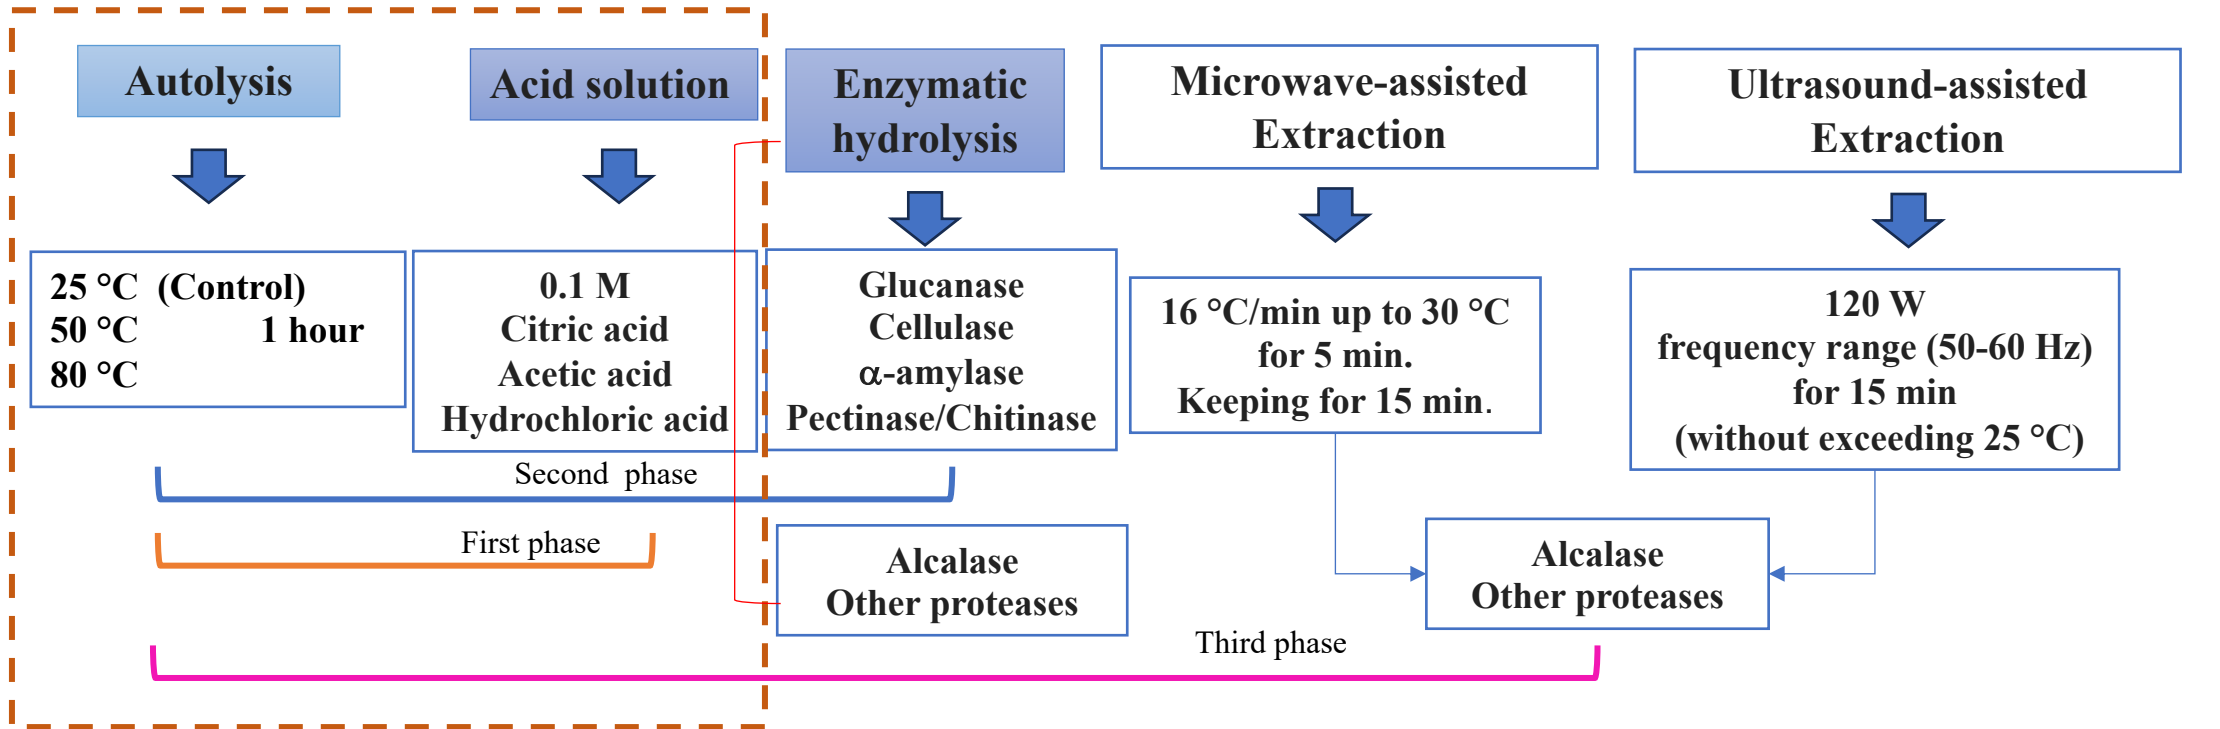 Autolysis
Acid solution
Enzymatic
hydrolysis
Microwave-assisted
Extraction
Ultrasound-assisted
Extraction
25 °C (Control)
50 °C 1 hour
80 °C
0.1 M
Citric acid
Acetic acid
Hydrochloric acid
Glucanase
Cellulase
α-amylase
Pectinase/Chitinase
16 °C/min up to 30 °C
for 5 min.
Keeping for 15 min.
120 W
frequency range (50-60 Hz)
for 15 min
(without exceeding 25 °C)
Second phase
First phase
Alcalase
Other proteases
Alcalase
Other proteases
Third phase